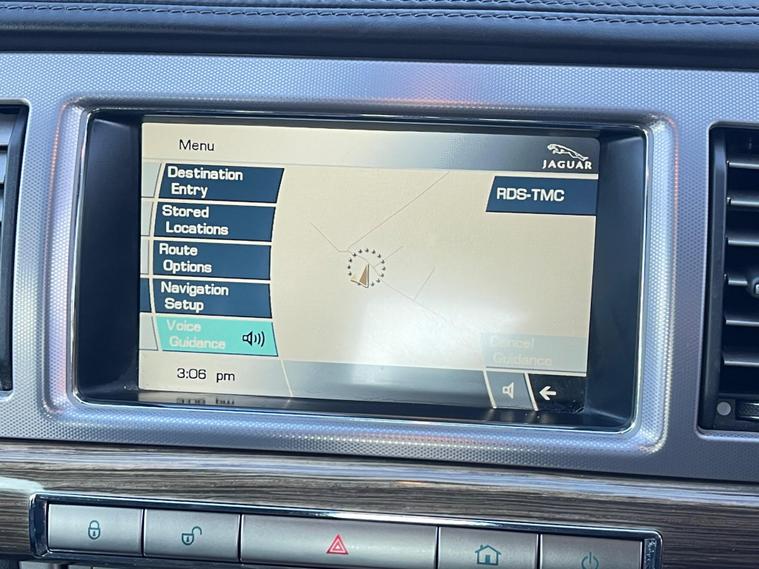 Menu
JAGUAR
Destination
Entry
RDS-TMC
Stored
Locations
Route
Options
Navigation
Setup
Voice
Guidance
Cancel
Guidance
3:06 pm